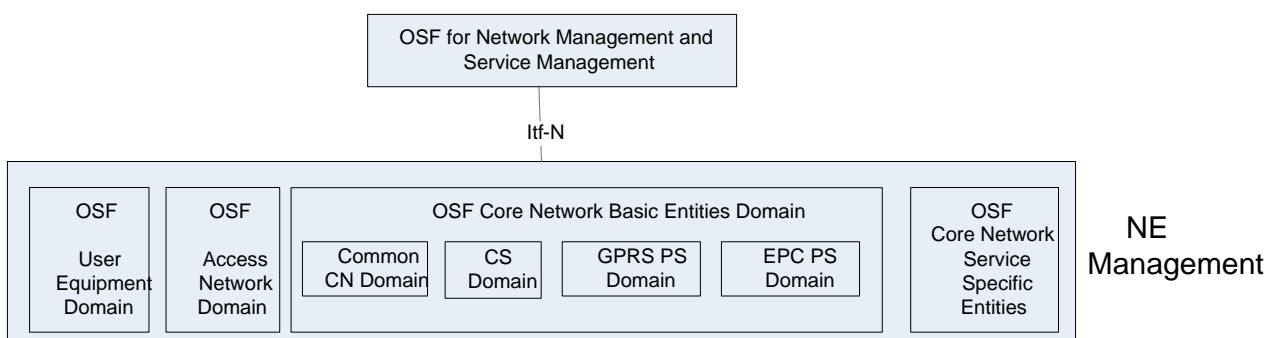 OSF for Network Management and
Service Management
Itf-N
OSF
User
Equipment
Domain
OSF
Access
Network
Domain
OSF Core Network Basic Entities Domain
Common
CN Domain
CS
Domain
GPRS PS
Domain
EPC PS
Domain
OSF
Core Network
Service
Specific
Entities
NE
Management